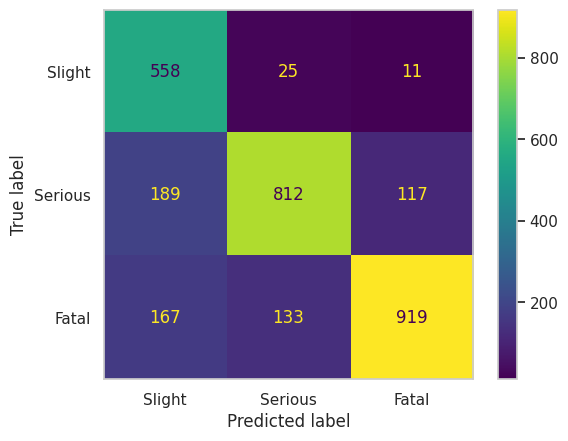 True label
Slight 558 25 11
Serious 189 812 117
Fatal 167 133 919
Slight Serious Fatal
Predicted label
800
600
400
200